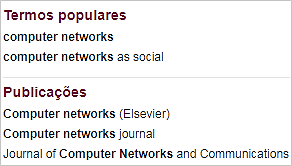 Termos populares
computer networks
computer networks as social
Publicações
Computer networks (Elsevier)
Computer networks journal
Journal of Computer Networks and Communications